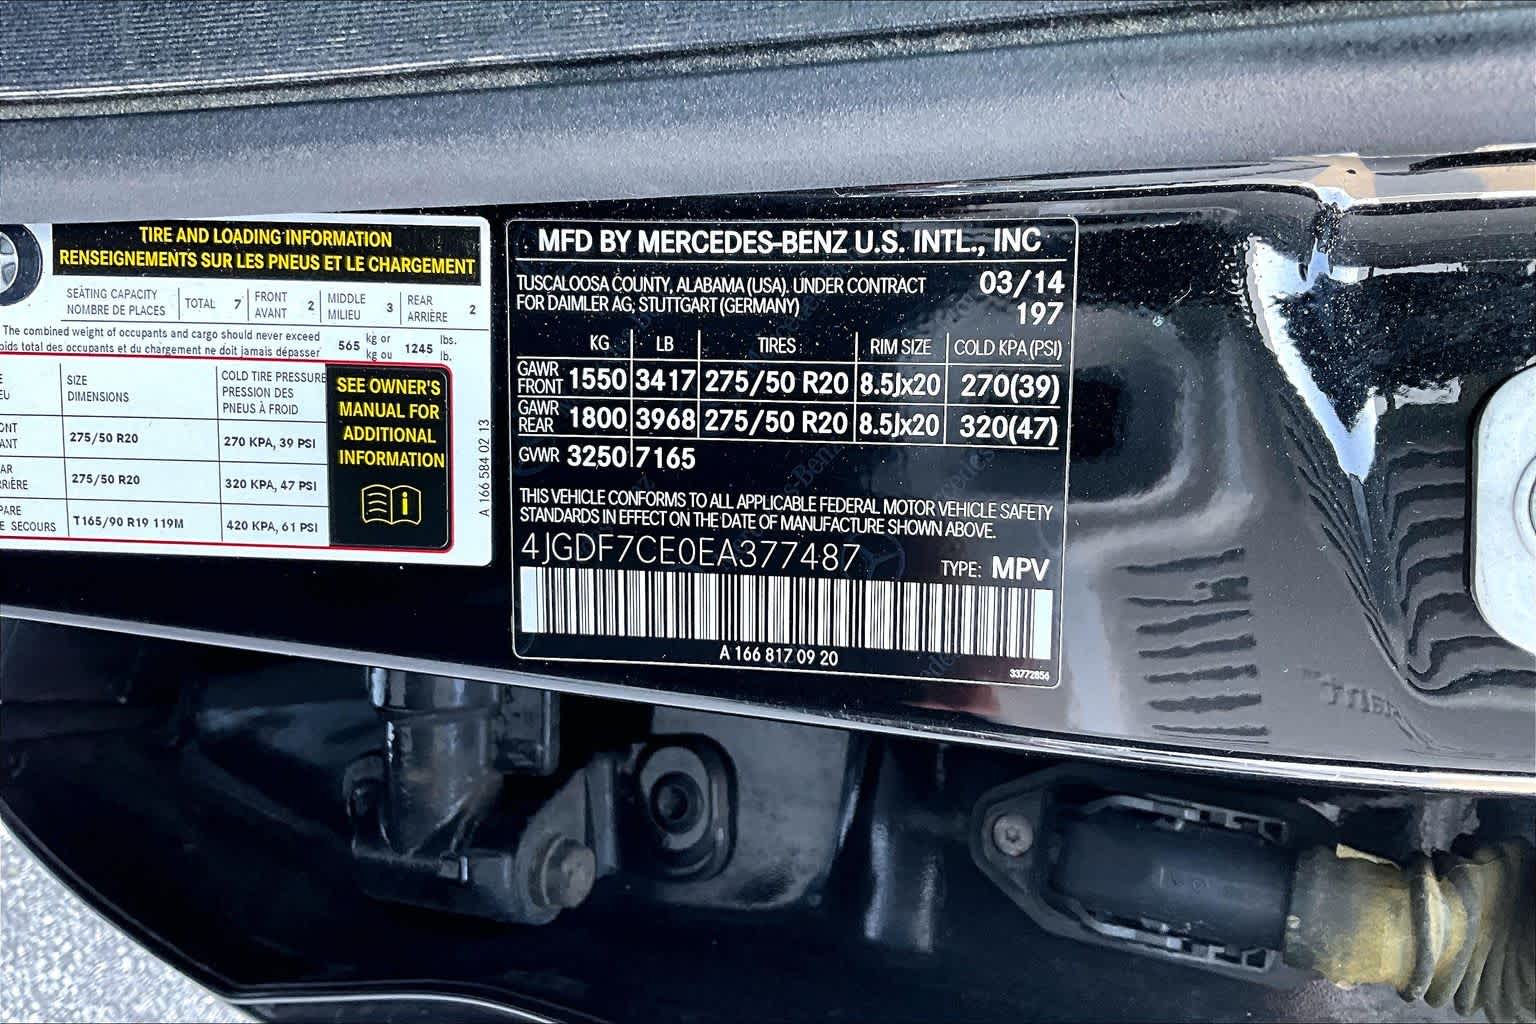 TIRE AND LOADING INFORMATION
RENSEIGNEMENTS SUR LES PNEUS ET LE CHARGEMENT
SEATING CAPACITY
NOMBRE DE PLACES
TOTAL 7
FRONT
AVANT 2
MIDDLE
MILIEU 3
REAR
ARRIÈRE 2
The combined weight of occupants and cargo should never exceed
total des occupants et du chargement ne doit jamais dépasser
565 kg or
kg ou
1245 lbs.
lb.
SIZE
DIMENSIONS
COLD TIRE PRESSURE
PRESSION DES
PNEUS À FROID
275/50 R20 270 KPA, 39 PSI
275/50 R20 320 KPA, 47 PSI
SECOURS T165/90 R19 119M 420 KPA, 61 PSI
SEE OWNER'S
MANUAL FOR
ADDITIONAL
INFORMATION
A 166 584 02 13
MFD BY MERCEDES-BENZ U.S. INTL., INC
TUSCALOOSA COUNTY, ALABAMA (USA). UNDER CONTRACT
FOR DAIMLER AG, STUTTGART (GERMANY)
03/14
197
KG LB TIRES RIM SIZE COLD KPA (PSI)
GAWR
FRONT 1550 3417 275/50 R20 8.5Jx20 270(39)
GAWR
REAR 1800 3968 275/50 R20 8.5Jx20 320(47)
GVWR 3250 7165
THIS VEHICLE CONFORMS TO ALL APPLICABLE FEDERAL MOTOR VEHICLE SAFETY
STANDARDS IN EFFECT ON THE DATE OF MANUFACTURE SHOWN ABOVE.
4JGDF7CE0EA377487
TYPE: MPV
A 166 817 09 20
33772856